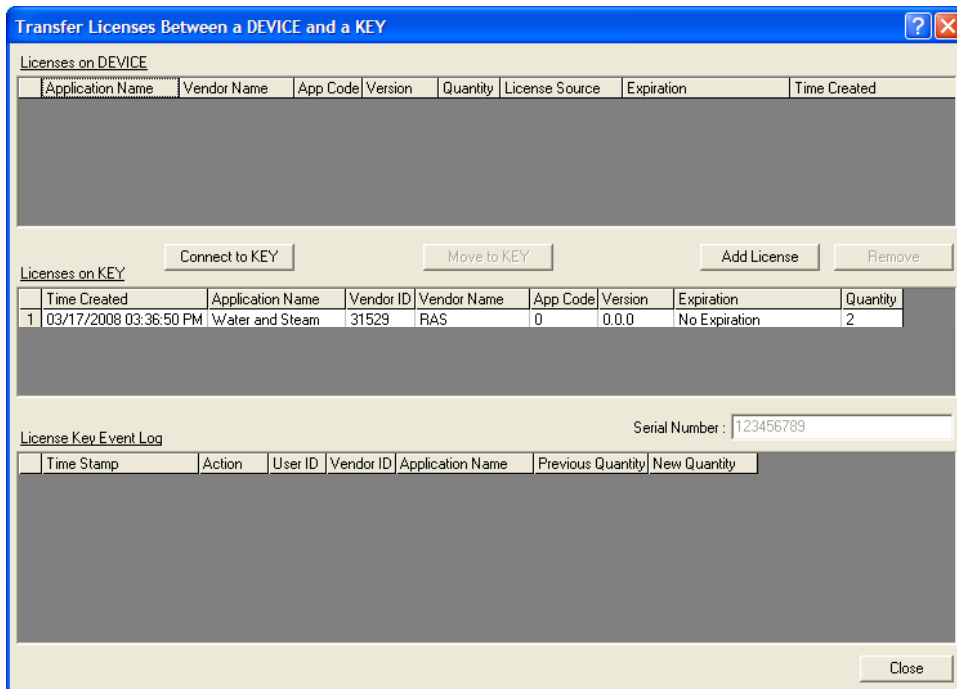 Transfer Licenses Between a DEVICE and a KEY
Licenses on DEVICE
Application Name Vendor Name App Code Version Quantity License Source Expiration Time Created
Connect to KEY Move to KEY Add License Remove
Licenses on KEY
Time Created Application Name Vendor ID Vendor Name App Code Version Expiration Quantity
1 03/17/2008 03:36:50 PM Water and Steam 31529 RAS 0 0.0.0 No Expiration 2
Serial Number : 123456789
License Key Event Log
Time Stamp Action User ID Vendor ID Application Name Previous Quantity New Quantity
Close